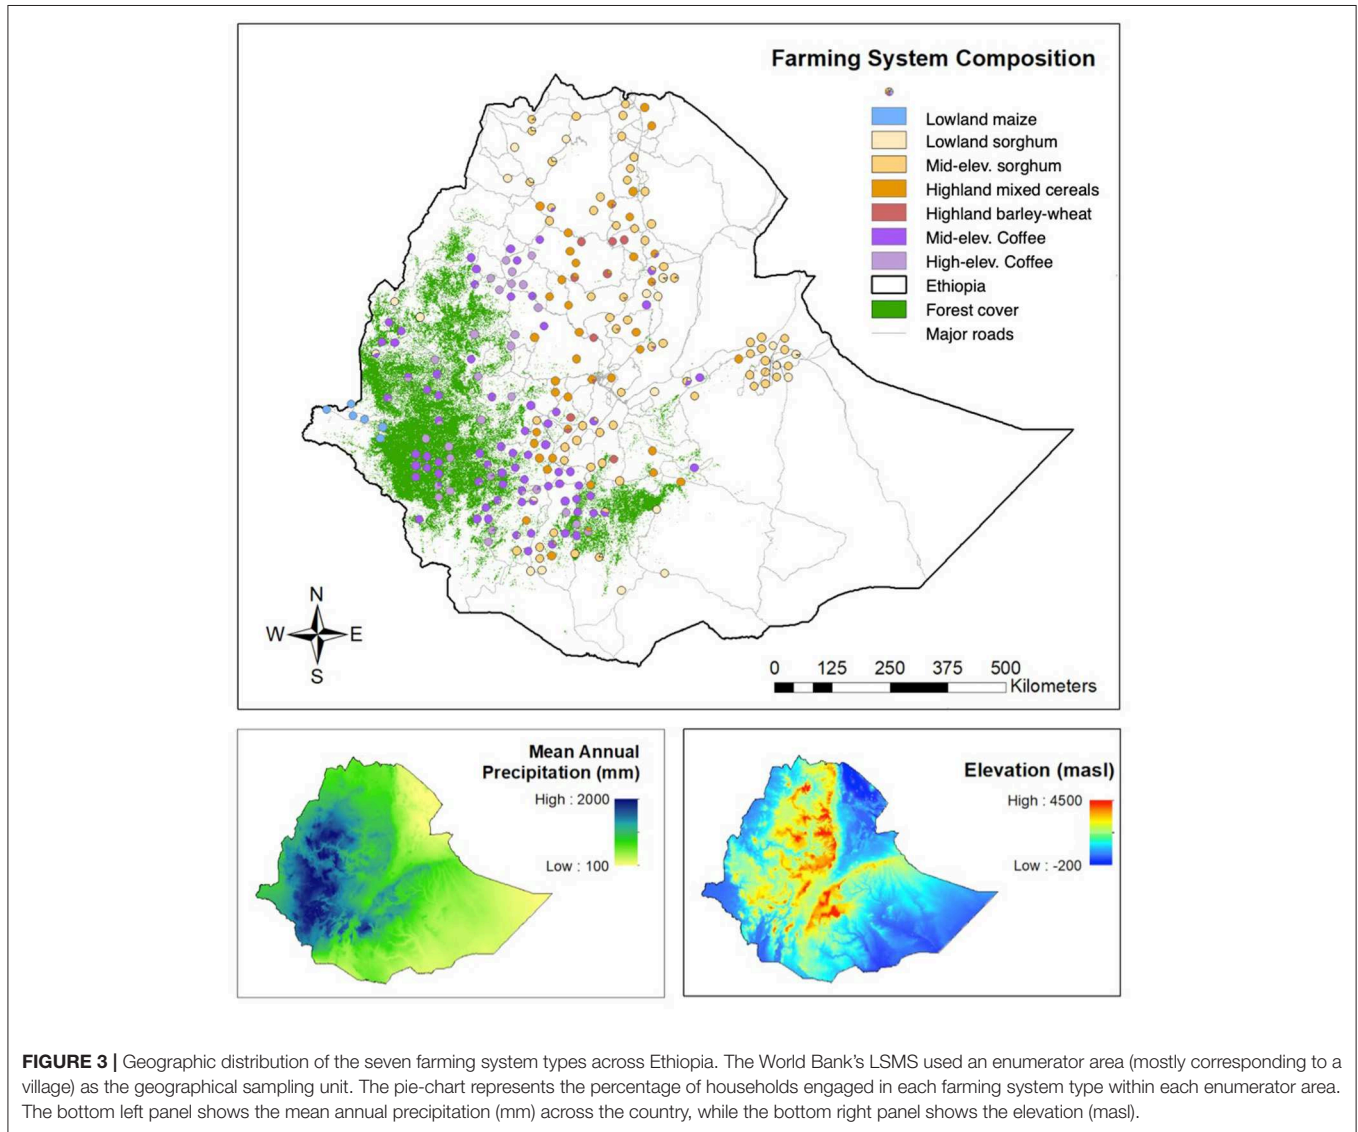 Farming System Composition
Lowland maize
Lowland sorghum
Mid-elev. sorghum
Highland mixed cereals
Highland barley-wheat
Mid-elev. Coffee
High-elev. Coffee
Ethiopia
Forest cover
Major roads
N
W E
S
0 125 250 375 500
Kilometers
Mean Annual
Precipitation (mm)
High : 2000
Low : 100
Elevation (masl)
High : 4500
Low : -200
FIGURE 3 | Geographic distribution of the seven farming system types across Ethiopia. The World Bank's LSMS used an enumerator area (mostly corresponding to a
village) as the geographical sampling unit. The pie-chart represents the percentage of households engaged in each farming system type within each enumerator area.
The bottom left panel shows the mean annual precipitation (mm) across the country, while the bottom right panel shows the elevation (masl).